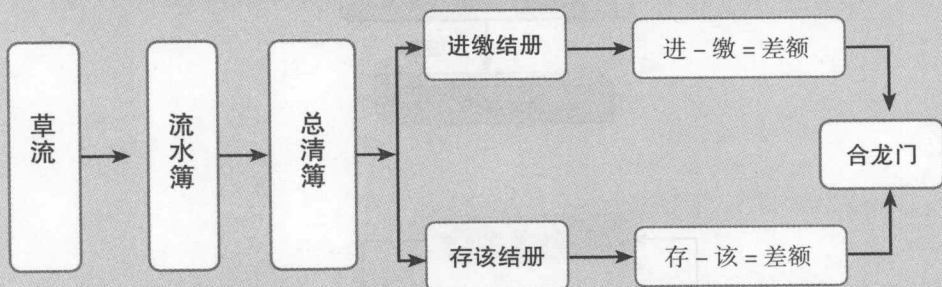 草流
流水簿
总清簿
进缴结册
进－缴＝差额
合龙门
存该结册
存－该＝差额